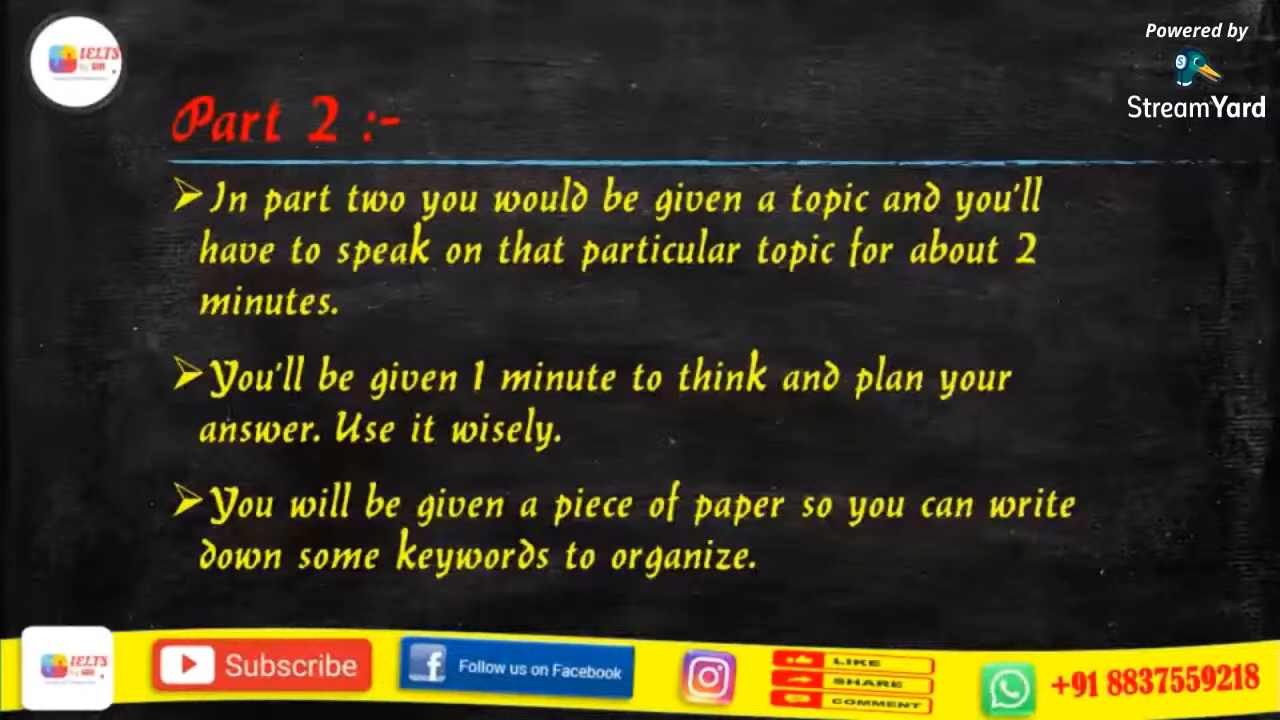 IELTS
Powered by
StreamYard
Part 2 :-
➢In part two you would be given a topic and you'll
have to speak on that particular topic for about 2
minutes.
➢You'll be given 1 minute to think and plan your
answer. Use it wisely.
➢You will be given a piece of paper so you can write
down some keywords to organize.
IELTS
Subscribe
Follow us on Facebook
LIKE
SHARE
COMMENT
+91 8837559218